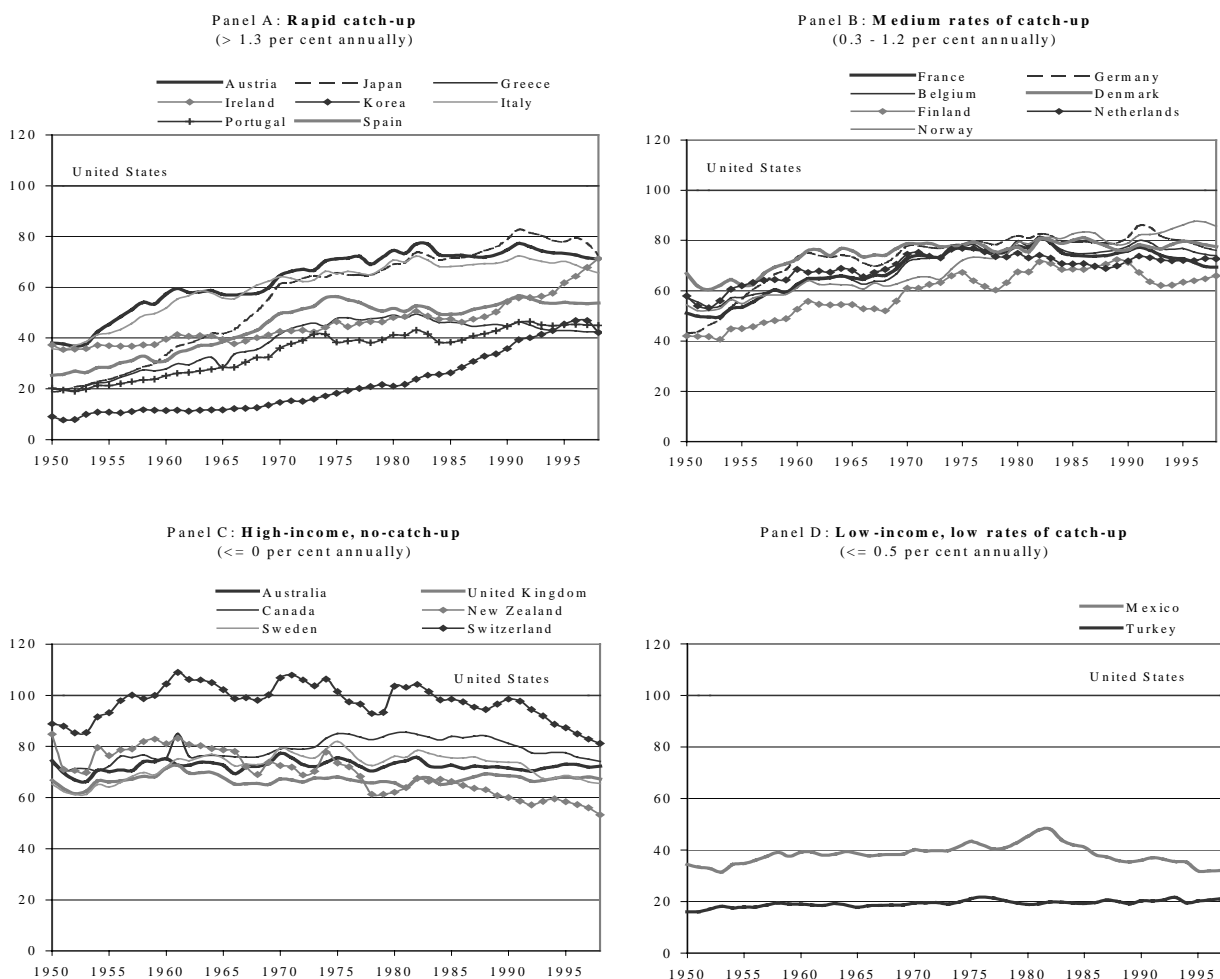 Panel A: Rapid catch-up
(> 1.3 per cent annually)
Austria Japan Greece
Ireland Korea Italy
Portugal Spain
120
100
80
60
40
20
0
United States
1950 1955 1960 1965 1970 1975 1980 1985 1990 1995
Panel B: Medium rates of catch-up
(0.3 - 1.2 per cent annually)
France Germany
Belgium Denmark
Finland Netherlands
Norway
120
100
80
60
40
20
0
United States
1950 1955 1960 1965 1970 1975 1980 1985 1990 1995
Panel C: High-income, no-catch-up
(<= 0 per cent annually)
Australia United Kingdom
Canada New Zealand
Sweden Switzerland
120
100
80
60
40
20
0
United States
1950 1955 1960 1965 1970 1975 1980 1985 1990 1995
Panel D: Low-income, low rates of catch-up
(<= 0.5 per cent annually)
Mexico
Turkey
120
100
80
60
40
20
0
United States
1950 1955 1960 1965 1970 1975 1980 1985 1990 1995